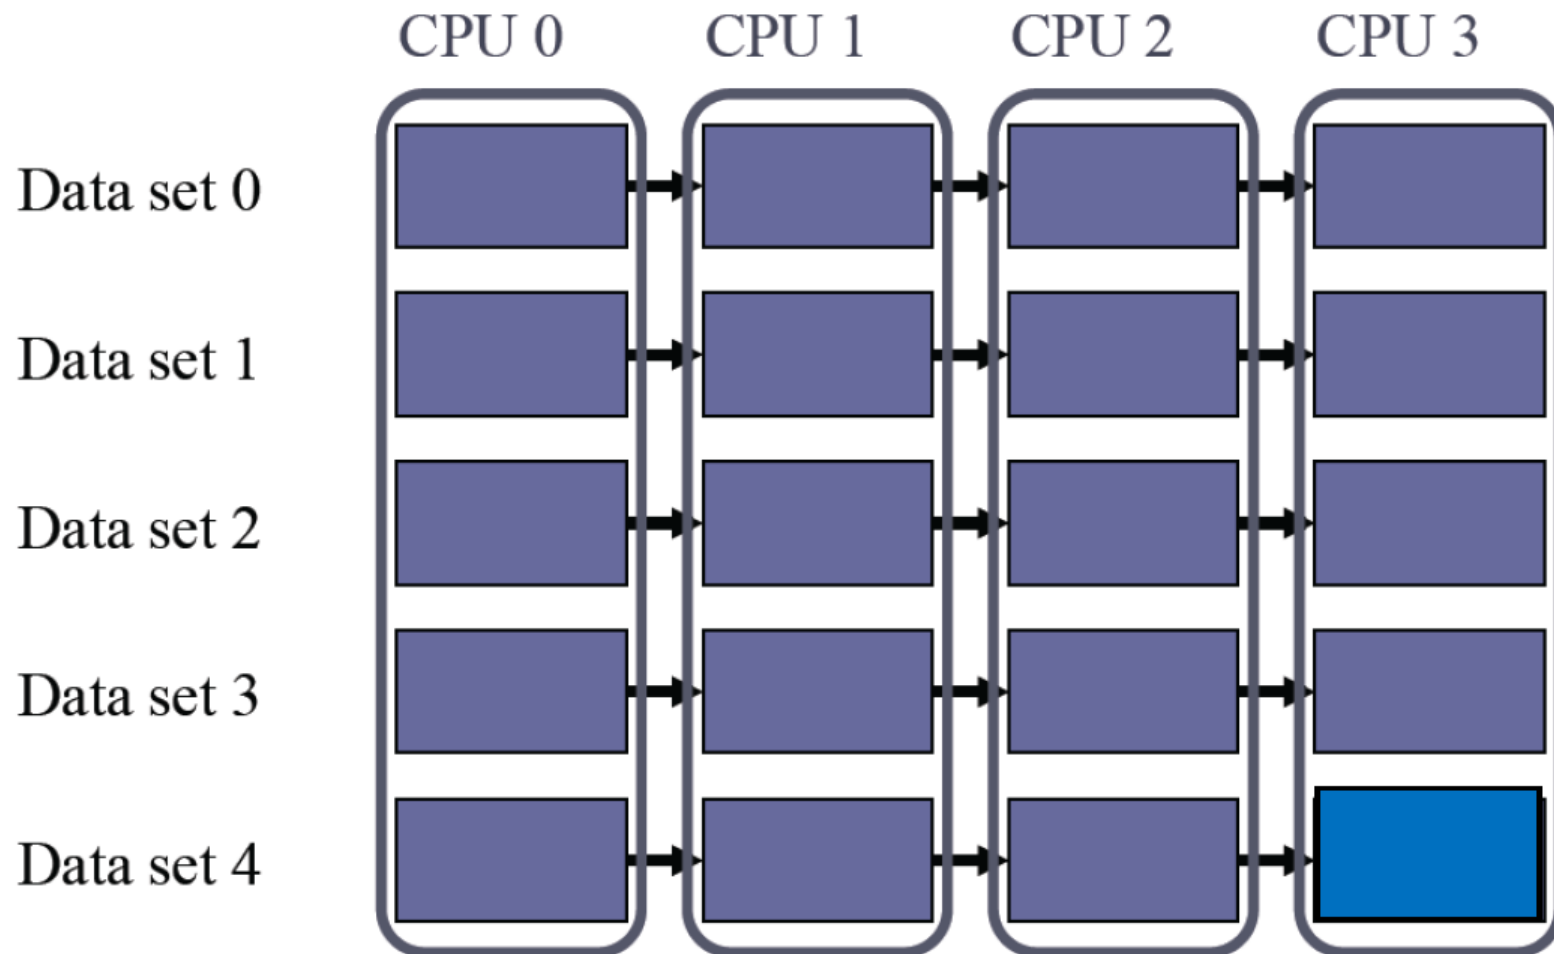 CPU 0 CPU 1 CPU 2 CPU 3
Data set 0
Data set 1
Data set 2
Data set 3
Data set 4